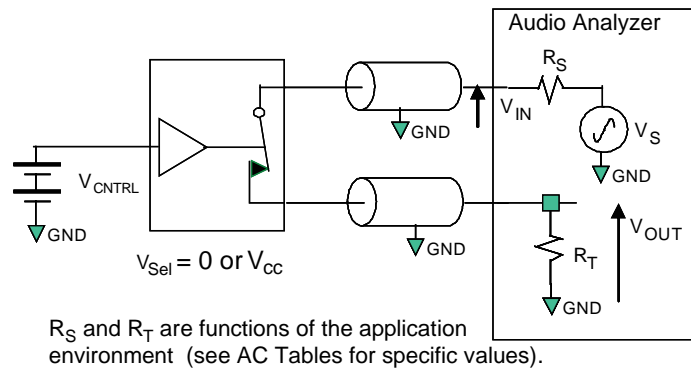 Audio Analyzer
R_S
GND
V_IN
V_S
V_CNTRL
GND
GND
V_OUT
GND
GND
R_T
V_Sel = 0 or V_cc
GND
R_S and R_T are functions of the application
environment (see AC Tables for specific values).